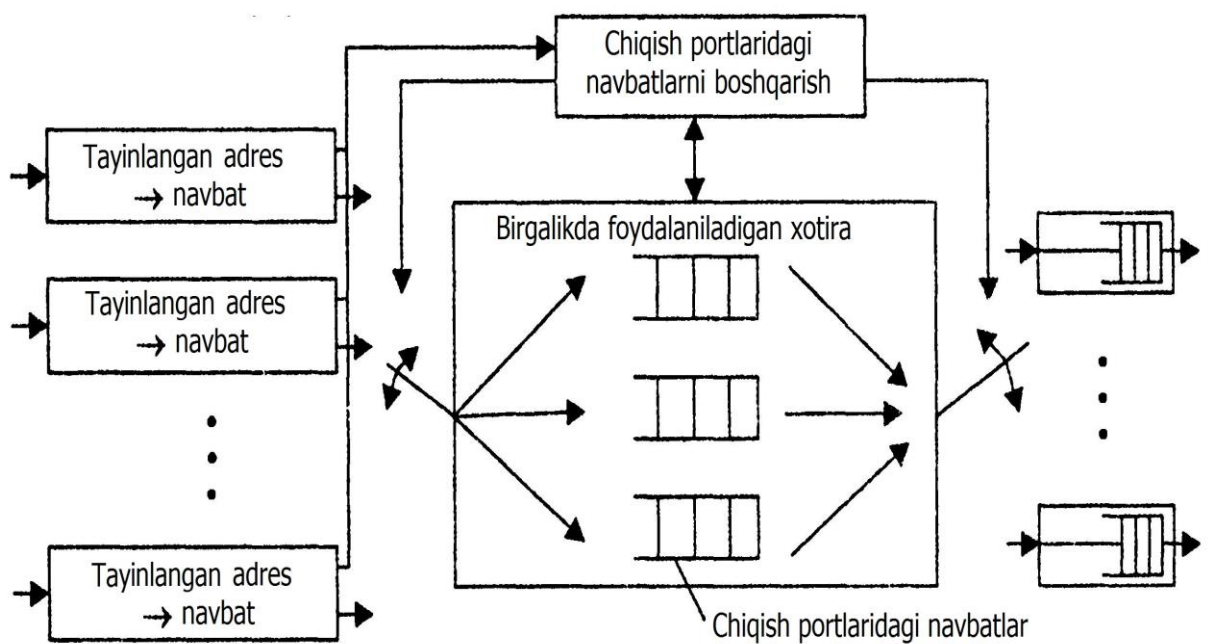 Chiqish portlaridagi
navbatlarni boshqarish
Tayinlangan adres
→ navbat
Birgalikda foydalaniladigan xotira
Tayinlangan adres
→ navbat
Tayinlangan adres
→ navbat
Chiqish portlaridagi navbatlar